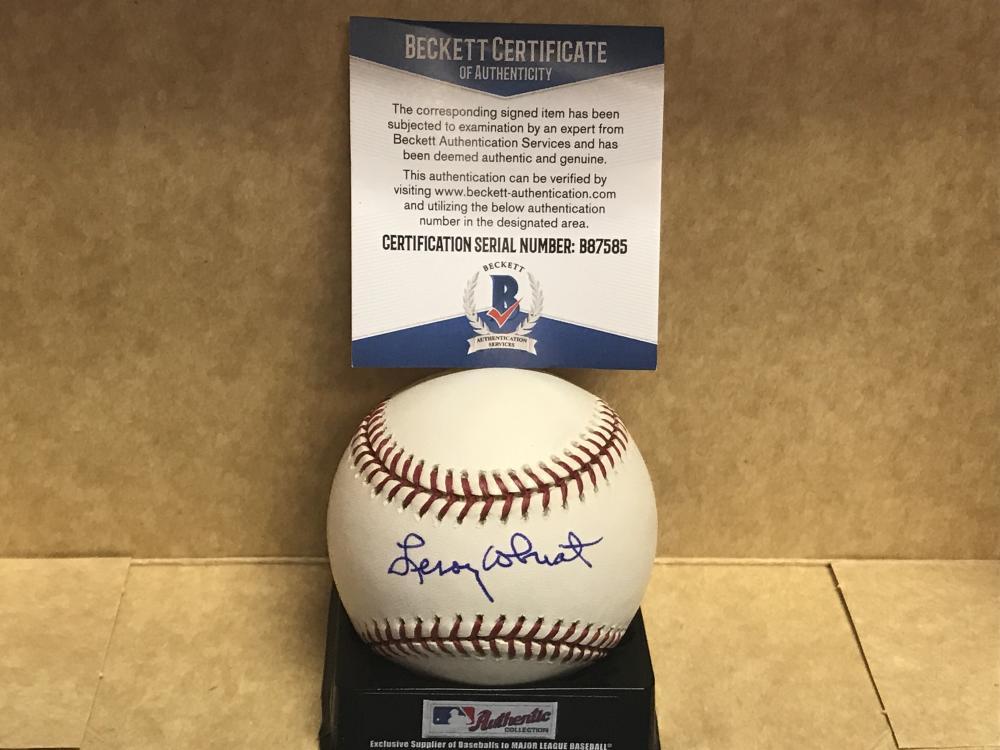 BECKETT CERTIFICATE
OF AUTHENTICITY
The corresponding signed item has been
subjected to examination by an expert from
Beckett Authentication Services and has
been deemed authentic and genuine.
This authentication can be verified by
visiting www.beckett-authentication.com
and utilizing the below authentication
number in the designated area.
CERTIFICATION SERIAL NUMBER: B87585
BECKETT
B
AUTHENTICATION
SERVICES
Leroy
Authentic
COLLECTION
Exclusive Supplier of Baseballs to MAJOR LEAGUE BASEBALL®